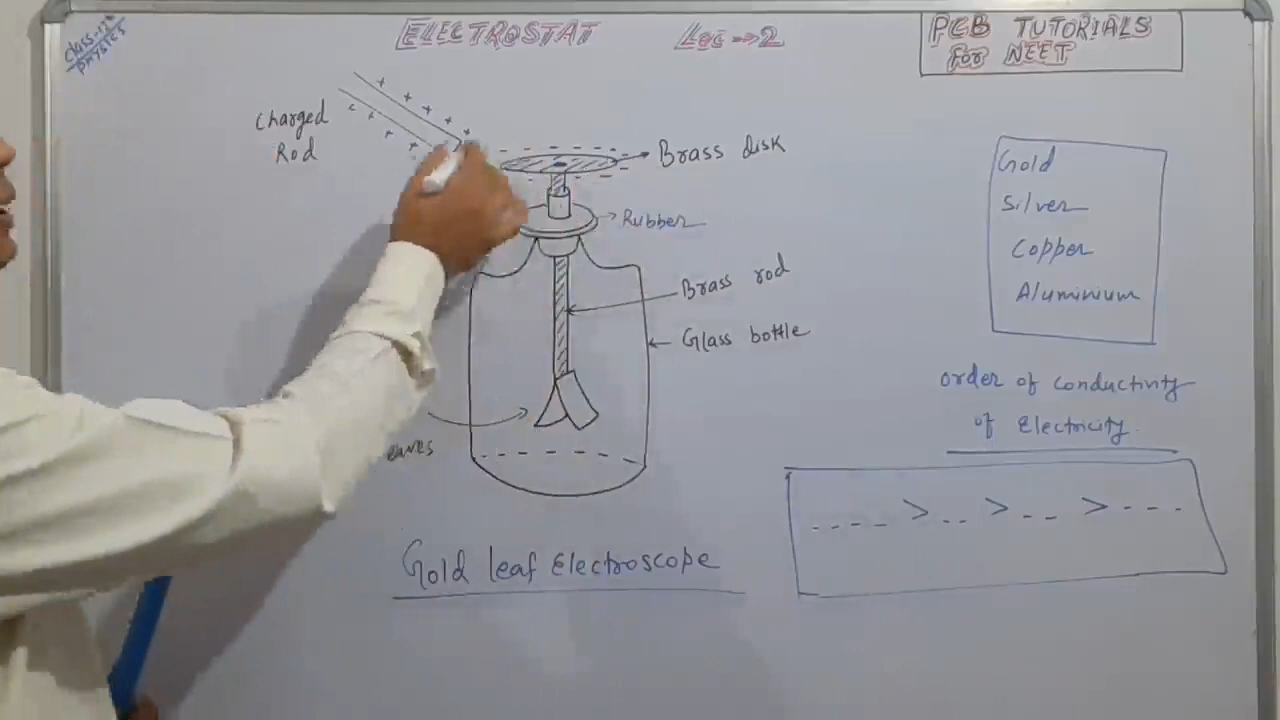 Class-12
PHYSICS
ELECTROSTAT
Lec → 2
PCB TUTORIALS
For NEET
Charged
Rod
Brass disk
Rubber
Brass rod
Glass bottle
Gold leaf Electroscope
Gold
Silver
Copper
Aluminium
order of conductivity
of Electricity.
---- > -- > -- > ---